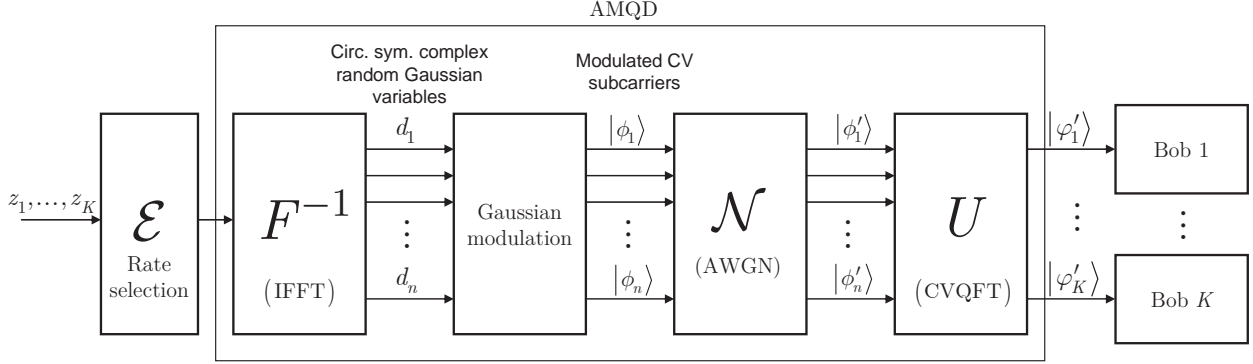 AMQD
Circ. sym. complex
random Gaussian
variables
Modulated CV
subcarriers
z_1,...,z_K
ℰ
Rate
selection
F^{-1}
(IFFT)
d_1
⋮
d_n
Gaussian
modulation
|ϕ_1⟩
⋮
|ϕ_n⟩
𝒩
(AWGN)
|ϕ′_1⟩
⋮
|ϕ′_n⟩
U
(CVQFT)
|φ′_1⟩
⋮
|φ′_K⟩
Bob 1
⋮
Bob K